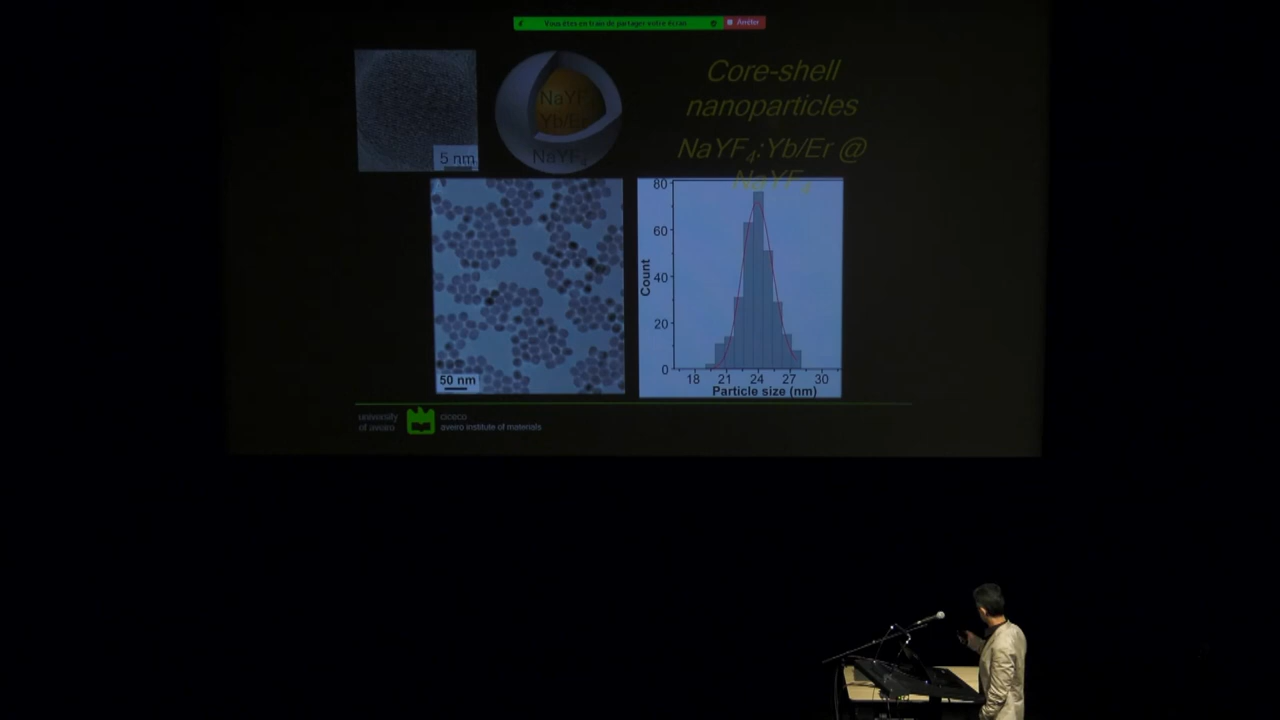 Vous êtes en train de partager votre écran
Arrêter
Core-shell
nanoparticles
NaYF₄:Yb/Er @
NaYF₄
5 nm
NaYF₄
Yb/Er
NaYF₄
50 nm
80
60
40
20
0
Count
18 21 24 27 30
Particle size (nm)
university
of aveiro
ciceco
aveiro institute of materials